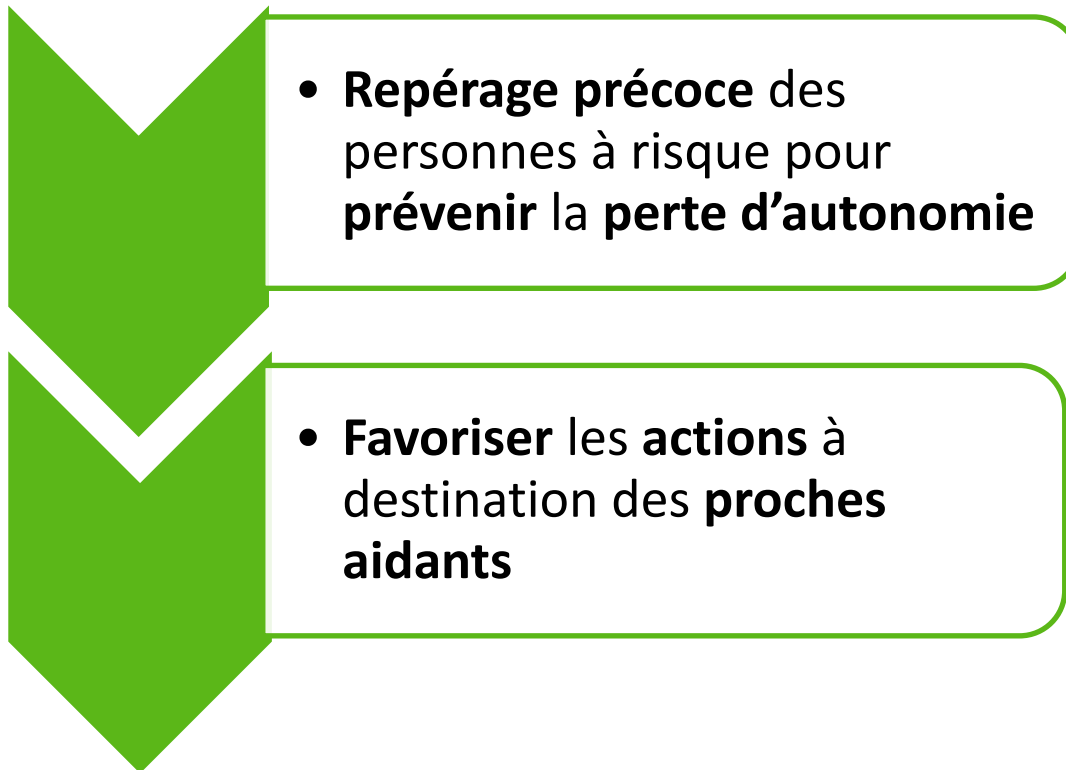 • Repérage précoce des
personnes à risque pour
prévenir la perte d’autonomie
• Favoriser les actions à
destination des proches
aidants